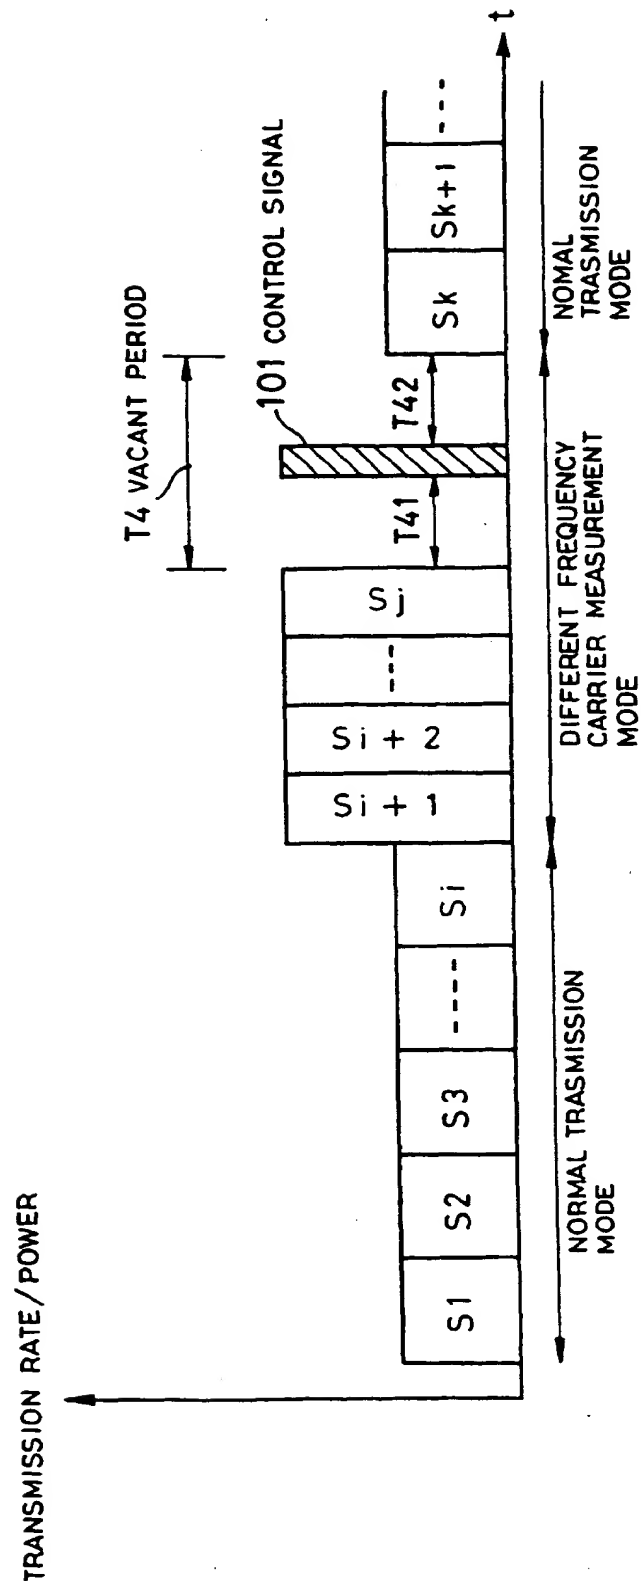 TRANSMISSION RATE/POWER
T4 VACANT PERIOD
101 CONTROL SIGNAL
S1
S2
S3
----
Si
Si + 1
Si + 2
---
Sj
T41
T42
Sk
Sk+1
---
t
NORMAL TRASMISSION
MODE
DIFFERENT FREQUENCY
CARRIER MEASUREMENT
MODE
NOMAL
TRASMISSION
MODE